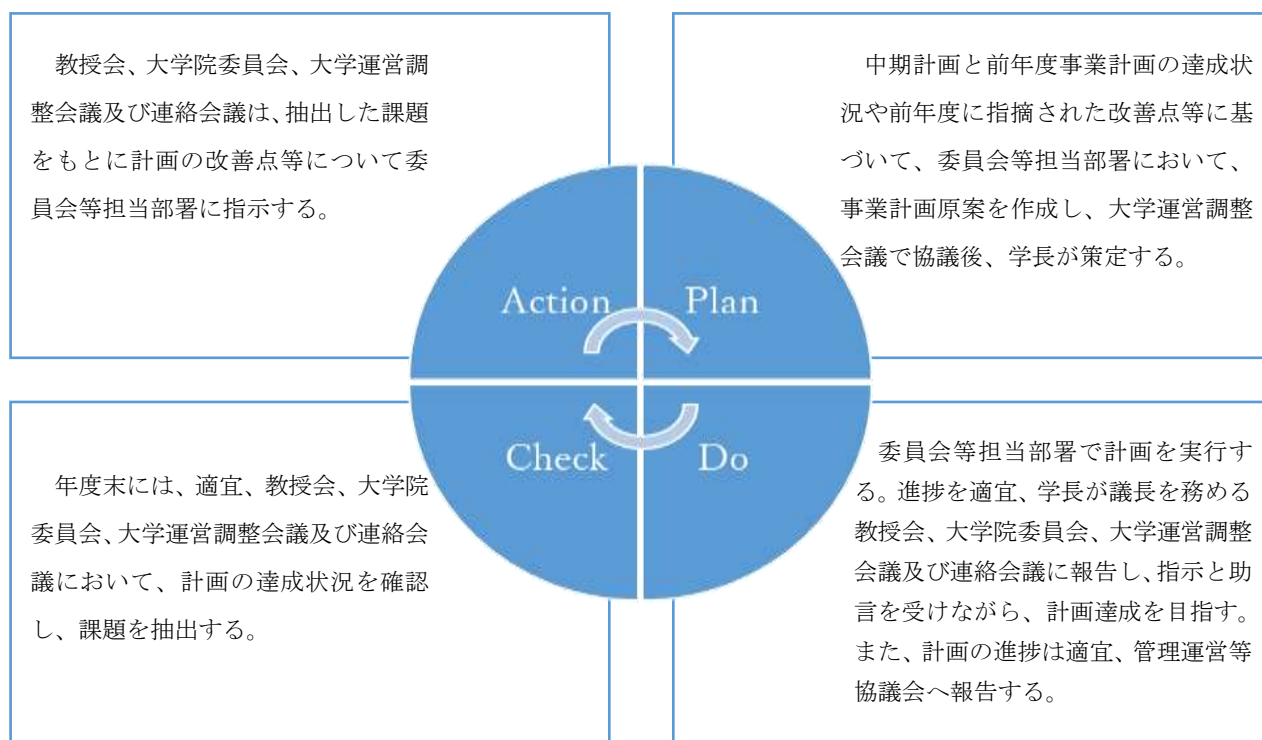 教授会、大学院委員会、大学運営調
整会議及び連絡会議は、抽出した課題
をもとに計画の改善点等について委
員会等担当部署に指示する。
中期計画と前年度事業計画の達成状
況や前年度に指摘された改善点等に基
づいて、委員会等担当部署において、
事業計画原案を作成し、大学運営調整
会議で協議後、学長が策定する。
Action
Plan
Check
Do
年度末には、適宜、教授会、大学院
委員会、大学運営調整会議及び連絡会
議において、計画の達成状況を確認
し、課題を抽出する。
委員会等担当部署で計画を実行す
る。進捗を適宜、学長が議長を務める
教授会、大学院委員会、大学運営調整
会議及び連絡会議に報告し、指示と助
言を受けながら、計画達成を目指す。
また、計画の進捗は適宜、管理運営等
協議会へ報告する。